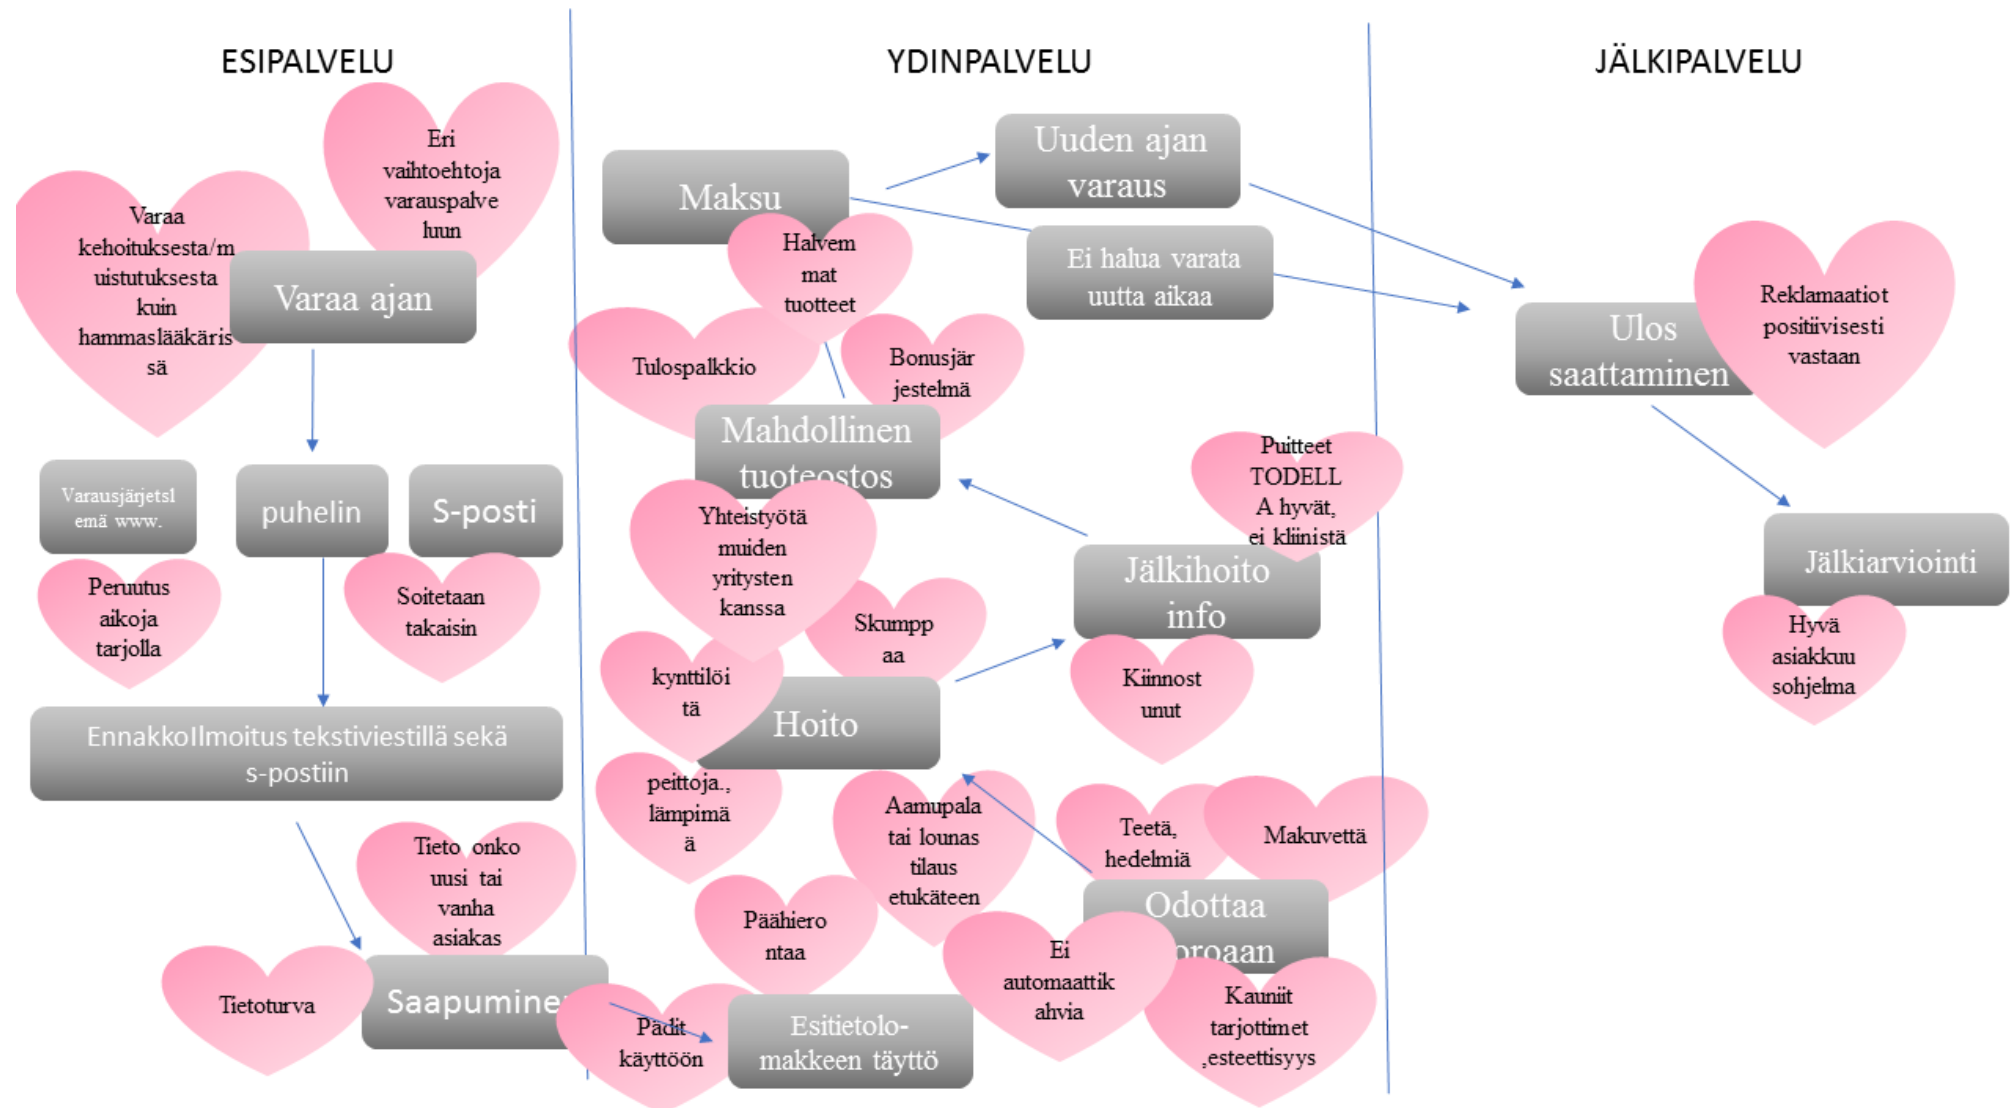 ESIPALVELU
Eri
vaihtoehtoja
varauspalve
luun
Varaa
kehoituksesta/m
uistutuksesta
kuin
hammaslääkäris
sä
Varaa ajan
Varausjärjetsl
emä www.
puhelin
S-posti
Peruutus
aikoja
tarjolla
Soitetaan
takaisin
EnnakkoIlmoitus tekstiviestillä sekä
s-postiin
Tieto onko
uusi tai
vanha
asiakas
Tietoturva
Saapuminen
YDINPALVELU
Maksu
Uuden ajan
varaus
Ei halua varata
uutta aikaa
Halvem
mat
tuotteet
Tulospalkkio
Bonusjär
jestelmä
Mahdollinen
tuoteostos
Puitteet
TODELL
A hyvät,
ei kliinistä
Yhteistyötä
muiden
yritysten
kanssa
Jälkihoito
info
Skumpp
aa
kynttilöi
tä
Hoito
Kiinnost
unut
peittoja.,
lämpimä
ä
Aamupala
tai lounas
tilaus
etukäteen
Teetä,
hedelmiä
Makuvettä
Päähiero
ntaa
Odottaa
oroaan
Ei
automaattik
ahvia
Kauniit
tarjottimet
,esteettisyys
Pädit
käyttöön
Esitietolo-
makkeen täyttö
JÄLKIPALVELU
Reklamaatiot
positiivisesti
vastaan
Ulos
saattaminen
Jälkiarviointi
Hyvä
asiakkuu
sohjelma